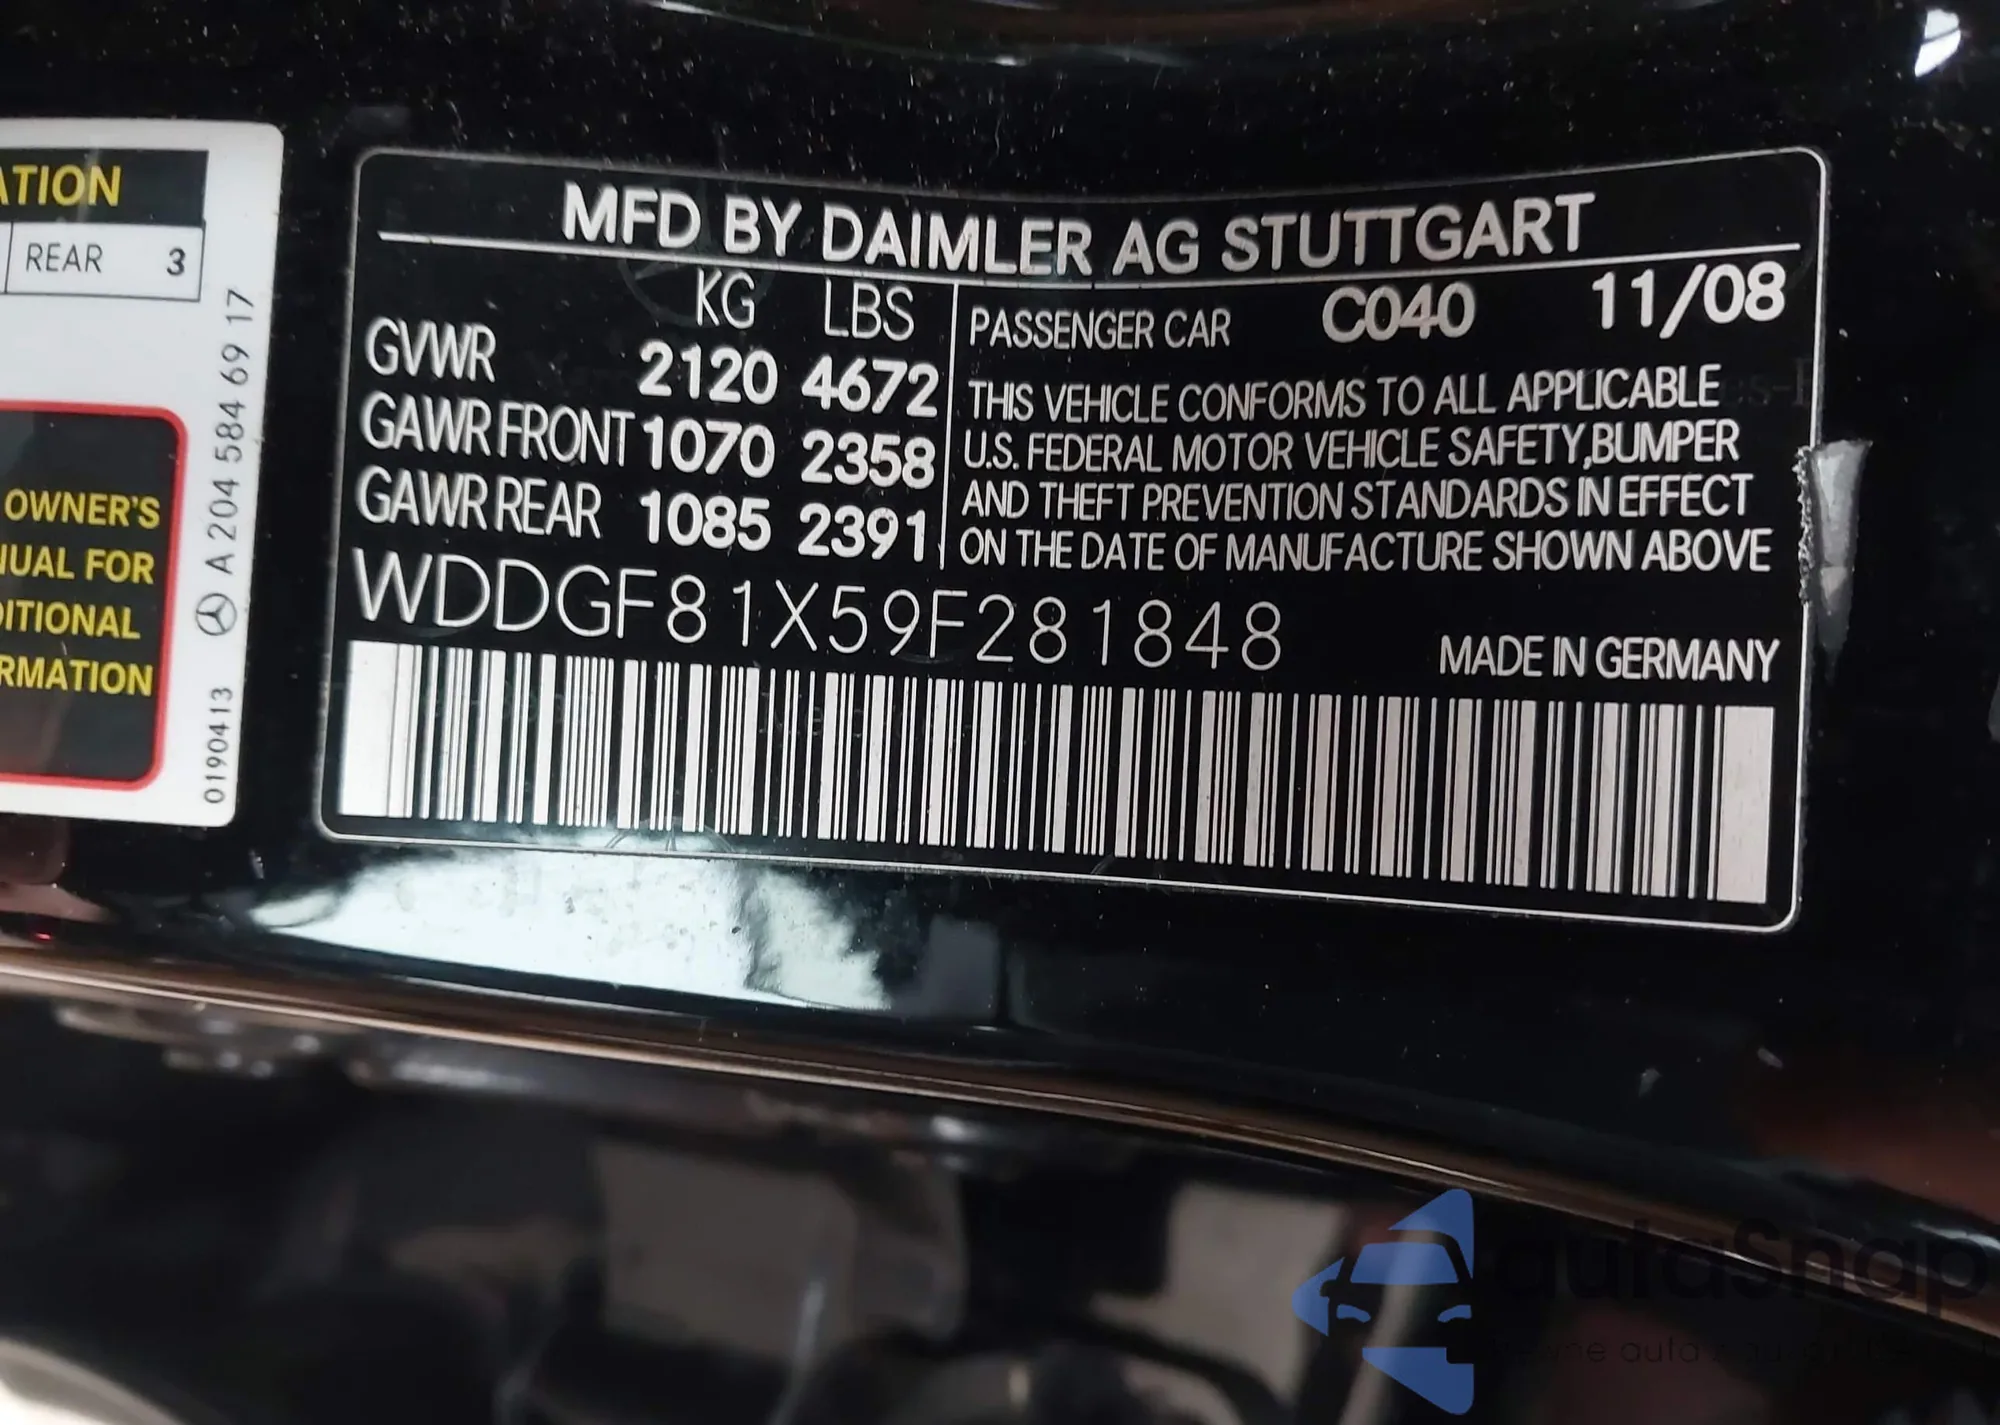 ATION
REAR 3
OWNER'S
UAL FOR
ITIONAL
RMATION
A 204 584 69 17
0190413
MFD BY DAIMLER AG STUTTGART
KG LBS
GVWR 2120 4672
GAWR FRONT 1070 2358
GAWR REAR 1085 2391
PASSENGER CAR C040 11/08
THIS VEHICLE CONFORMS TO ALL APPLICABLE
U.S. FEDERAL MOTOR VEHICLE SAFETY,BUMPER
AND THEFT PREVENTION STANDARDS IN EFFECT
ON THE DATE OF MANUFACTURE SHOWN ABOVE
WDDGF81X59F281848
MADE IN GERMANY
autasnap